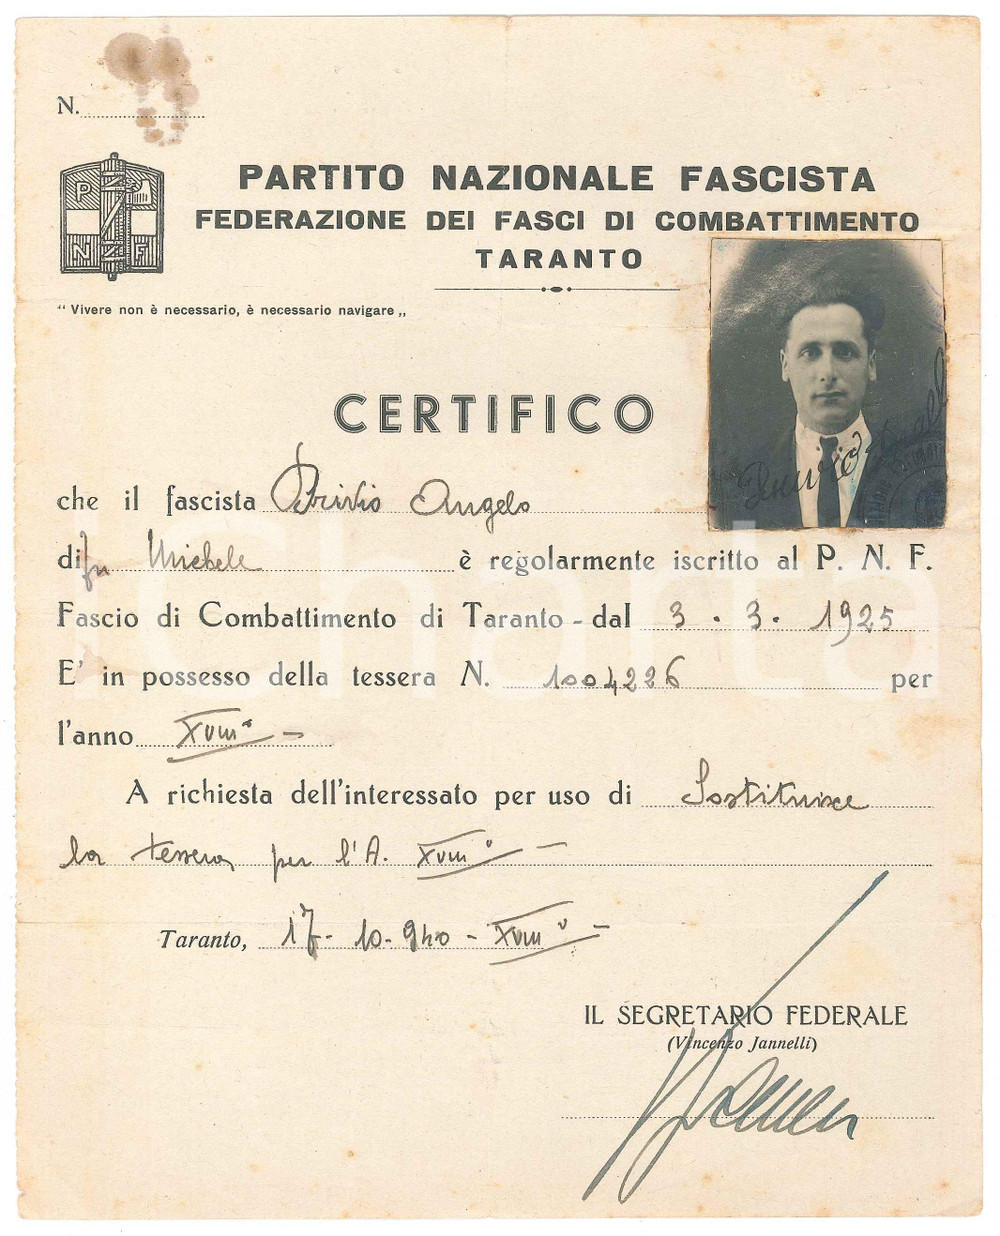 N.
P N F
PARTITO NAZIONALE FASCISTA
FEDERAZIONE DEI FASCI DI COMBATTIMENTO
TARANTO
“ Vivere non è necessario, è necessario navigare „
CERTIFICO
che il fascista Brivio Angelo
di fu Michele è regolarmente iscritto al P. N. F.
Fascio di Combattimento di Taranto - dal 3 . 3 . 1925
E' in possesso della tessera N. 1004226 per
l'anno XVIII° -
A richiesta dell'interessato per uso di Sostituire
la tessera per l'A. XVIII° -
Taranto, 17 - 10 - 940 - XVIII° -
IL SEGRETARIO FEDERALE
(Vincenzo Jannelli)